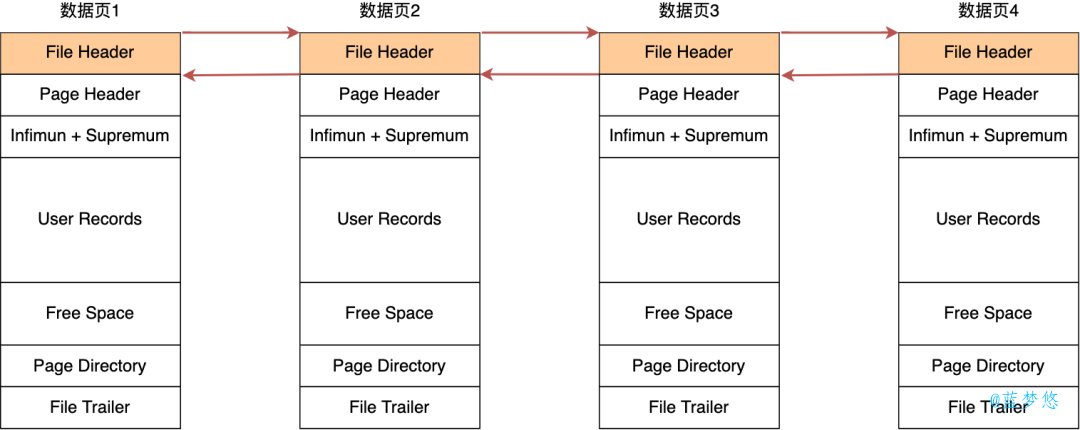 数据页1
数据页2
数据页3
数据页4
File Header
File Header
File Header
File Header
Page Header
Page Header
Page Header
Page Header
Infimun + Supremum
Infimun + Supremum
Infimun + Supremum
Infimun + Supremum
User Records
User Records
User Records
User Records
Free Space
Free Space
Free Space
Free Space
Page Directory
Page Directory
Page Directory
Page Directory
File Trailer
File Trailer
File Trailer
File Trailer
@蓝梦悠